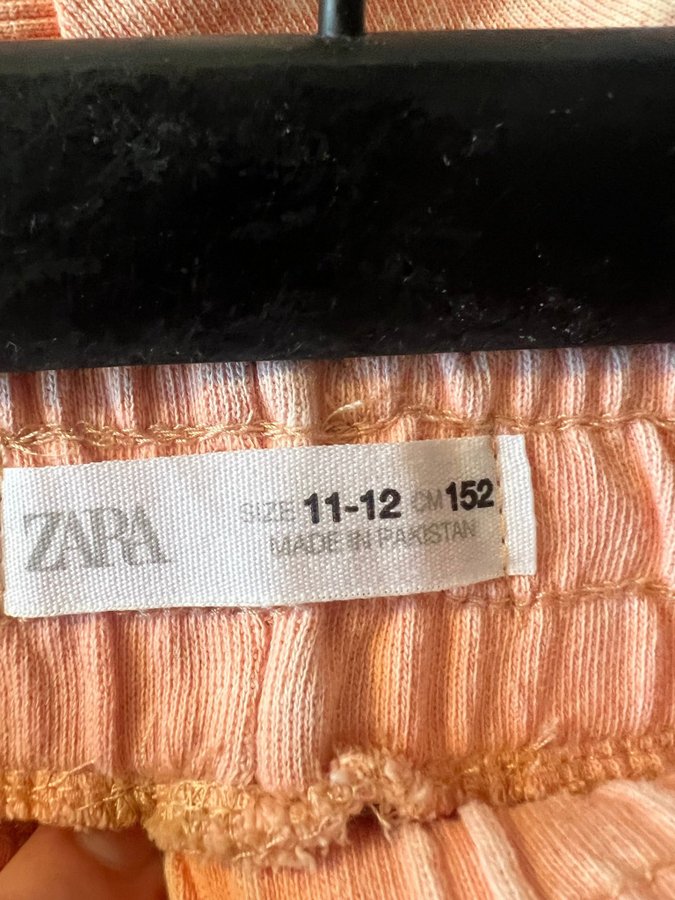 ZARA
SIZE 11-12 CM 152
MADE IN PAKISTAN